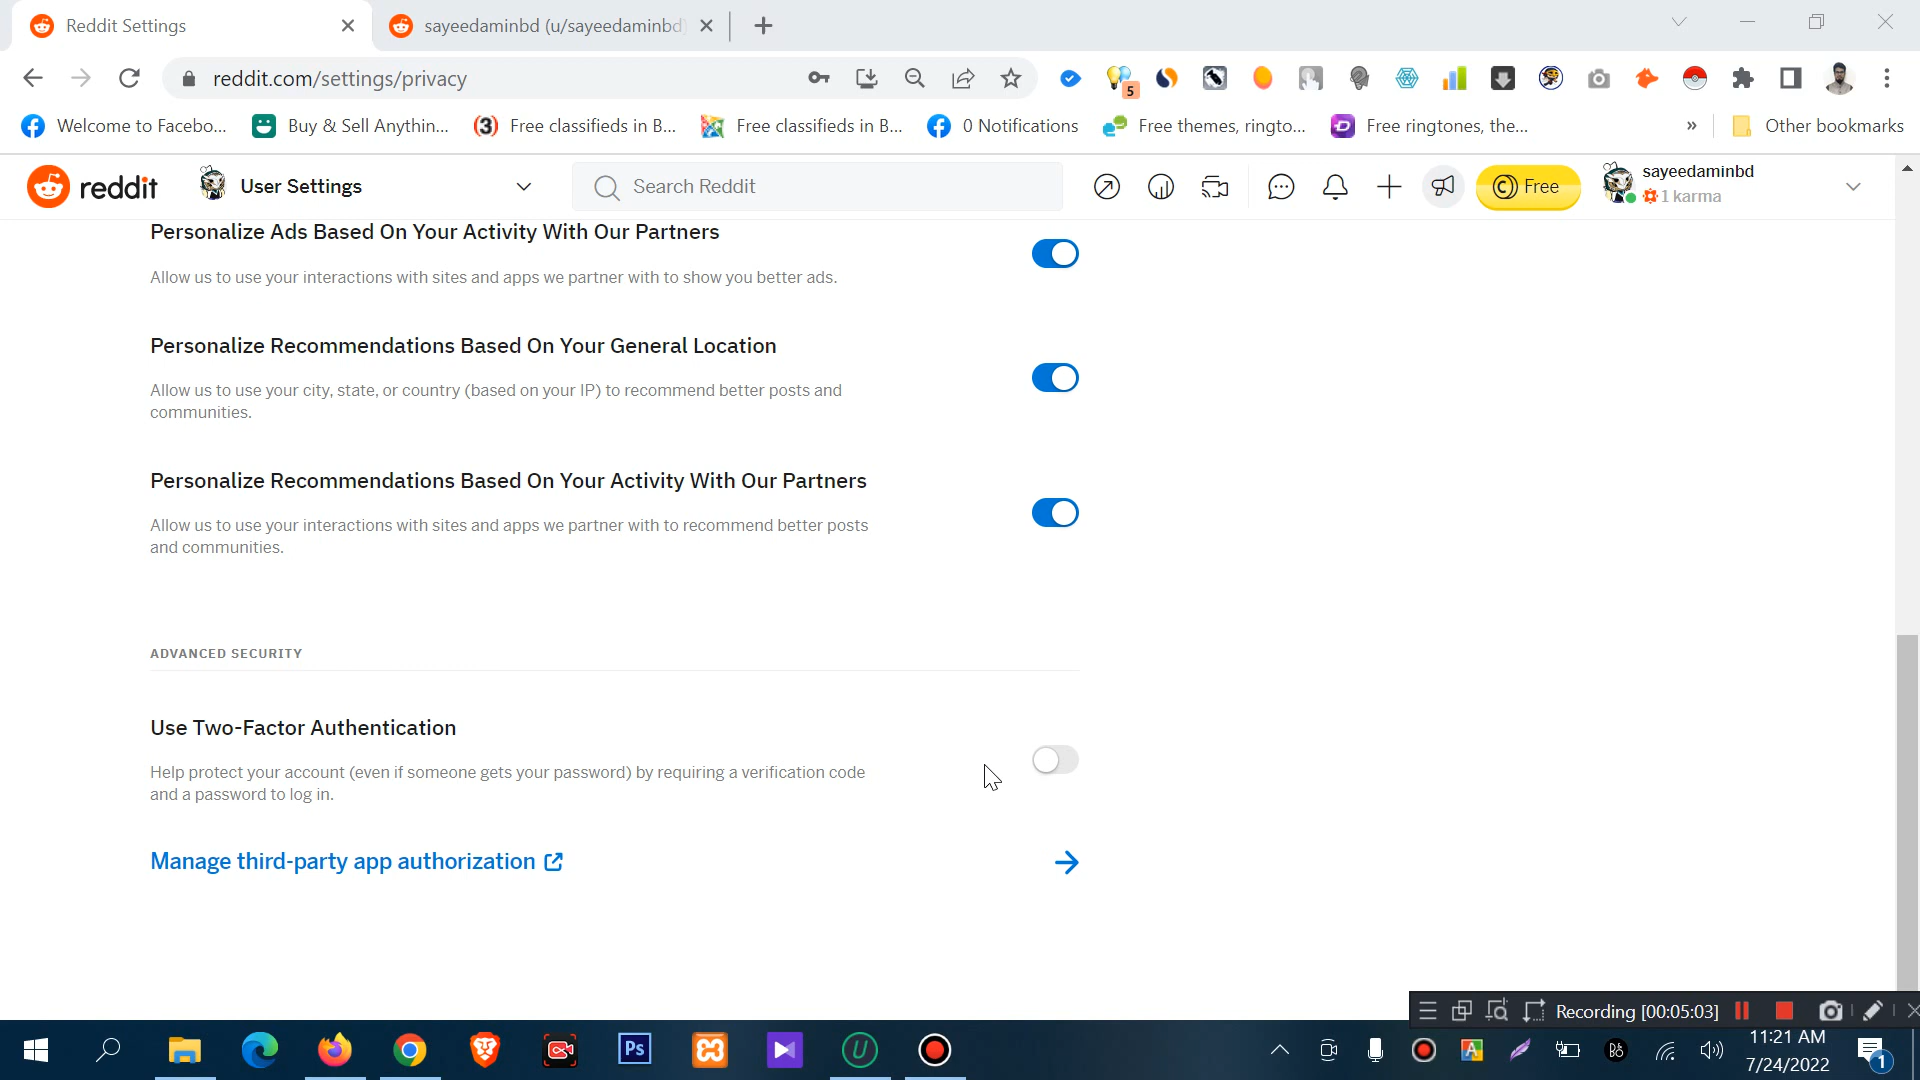 Reddit Settings
sayeedaminbd (u/sayeedaminbd)
reddit.com/settings/privacy
5
Welcome to Facebo...
Buy & Sell Anythin...
Free classifieds in B...
Free classifieds in B...
0 Notifications
Free themes, ringto...
Free ringtones, the...
»
Other bookmarks
reddit
User Settings
Search Reddit
Free
sayeedaminbd
1 karma
Personalize Ads Based On Your Activity With Our Partners
Allow us to use your interactions with sites and apps we partner with to show you better ads.
Personalize Recommendations Based On Your General Location
Allow us to use your city, state, or country (based on your IP) to recommend better posts and
communities.
Personalize Recommendations Based On Your Activity With Our Partners
Allow us to use your interactions with sites and apps we partner with to recommend better posts
and communities.
ADVANCED SECURITY
Use Two-Factor Authentication
Help protect your account (even if someone gets your password) by requiring a verification code
and a password to log in.
Manage third-party app authorization
Recording [00:05:03]
Ps
11:21 AM
7/24/2022
1